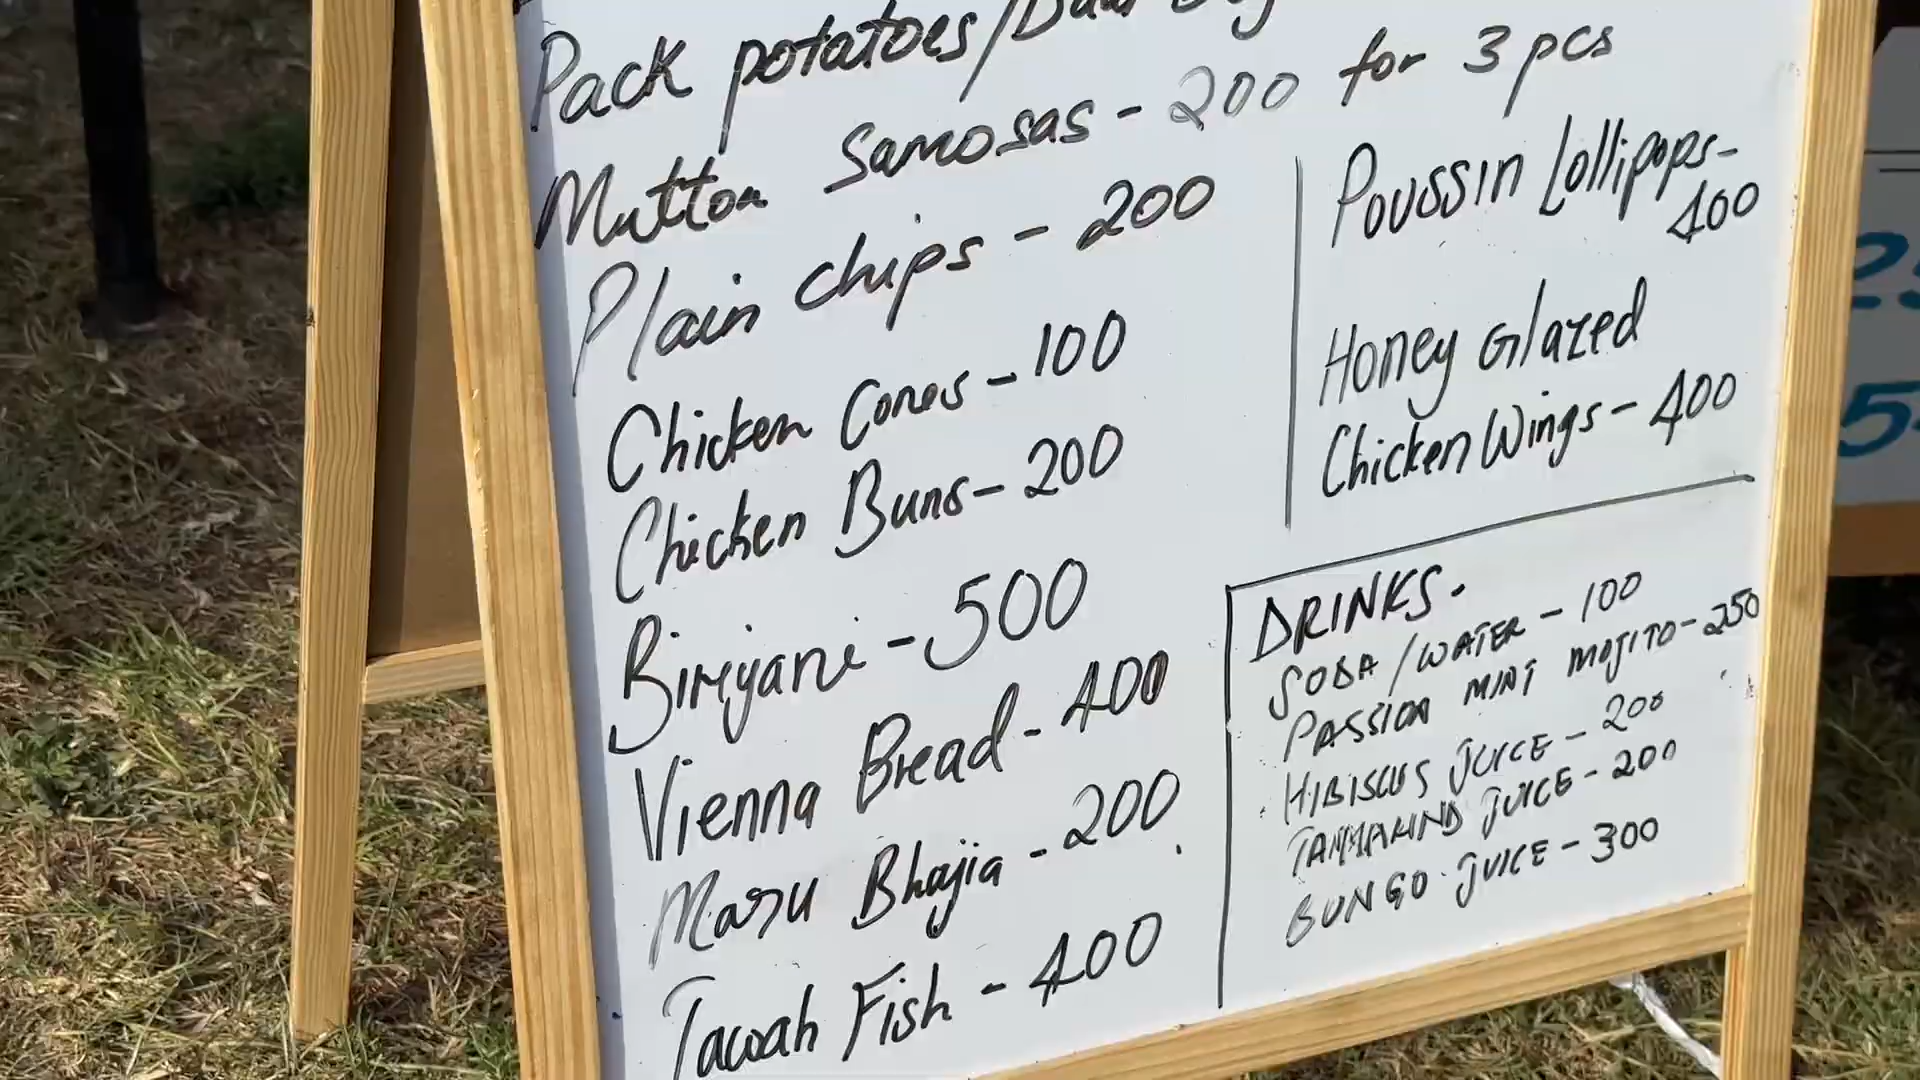 Pack potatoes/
Mutton Samosas - 200 for 3 pcs
Plain chips - 200
Chicken Cones - 100
Chicken Buns - 200
Biriyani - 500
Vienna Bread - 400
Maru Bhajia - 200
Tawah Fish - 400
Poussin Lollipops -
400
Honey Glazed
Chicken Wings - 400
DRINKS.
SODA/WATER - 100
PASSION MINT MOJITO - 250
HIBISCUS JUICE - 200
TAMMARIND JUICE - 200
BUNGO JUICE - 300